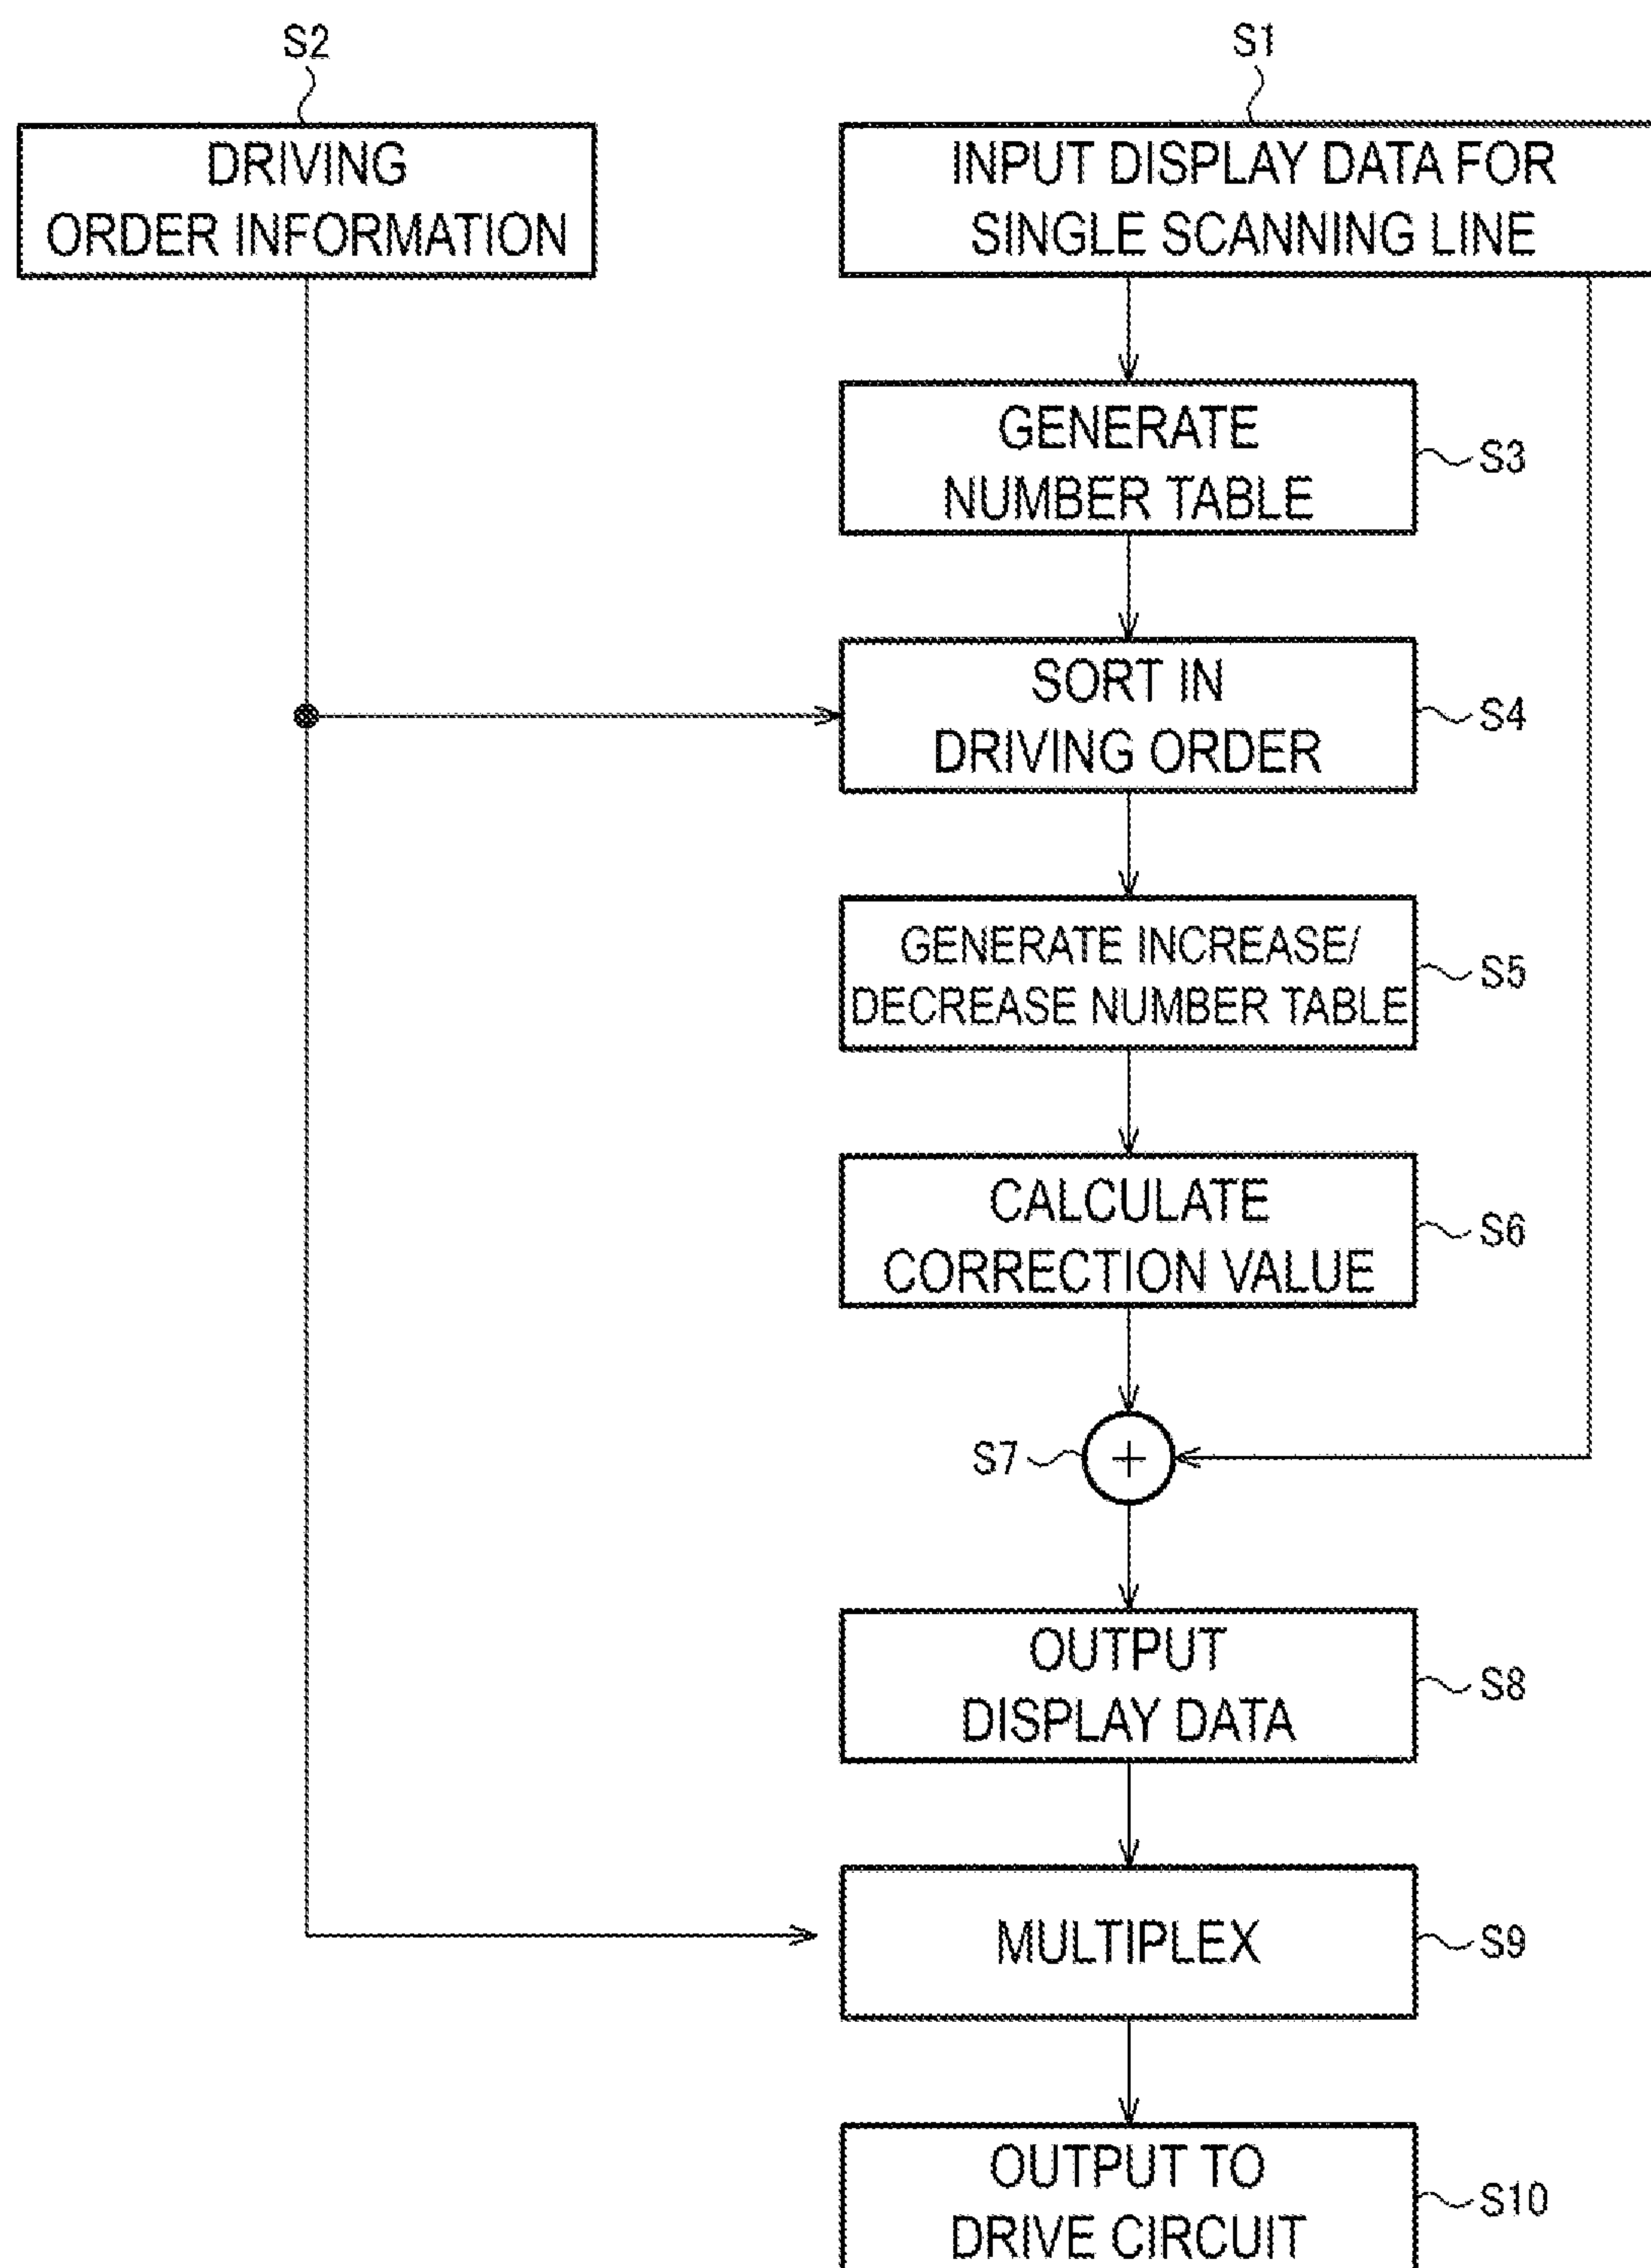 S2
DRIVING
ORDER INFORMATION
S1
INPUT DISPLAY DATA FOR
SINGLE SCANNING LINE
GENERATE
NUMBER TABLE
S3
SORT IN
DRIVING ORDER
S4
GENERATE INCREASE/
DECREASE NUMBER TABLE
S5
CALCULATE
CORRECTION VALUE
S6
S7
+
OUTPUT
DISPLAY DATA
S8
MULTIPLEX
S9
OUTPUT TO
DRIVE CIRCUIT
S10